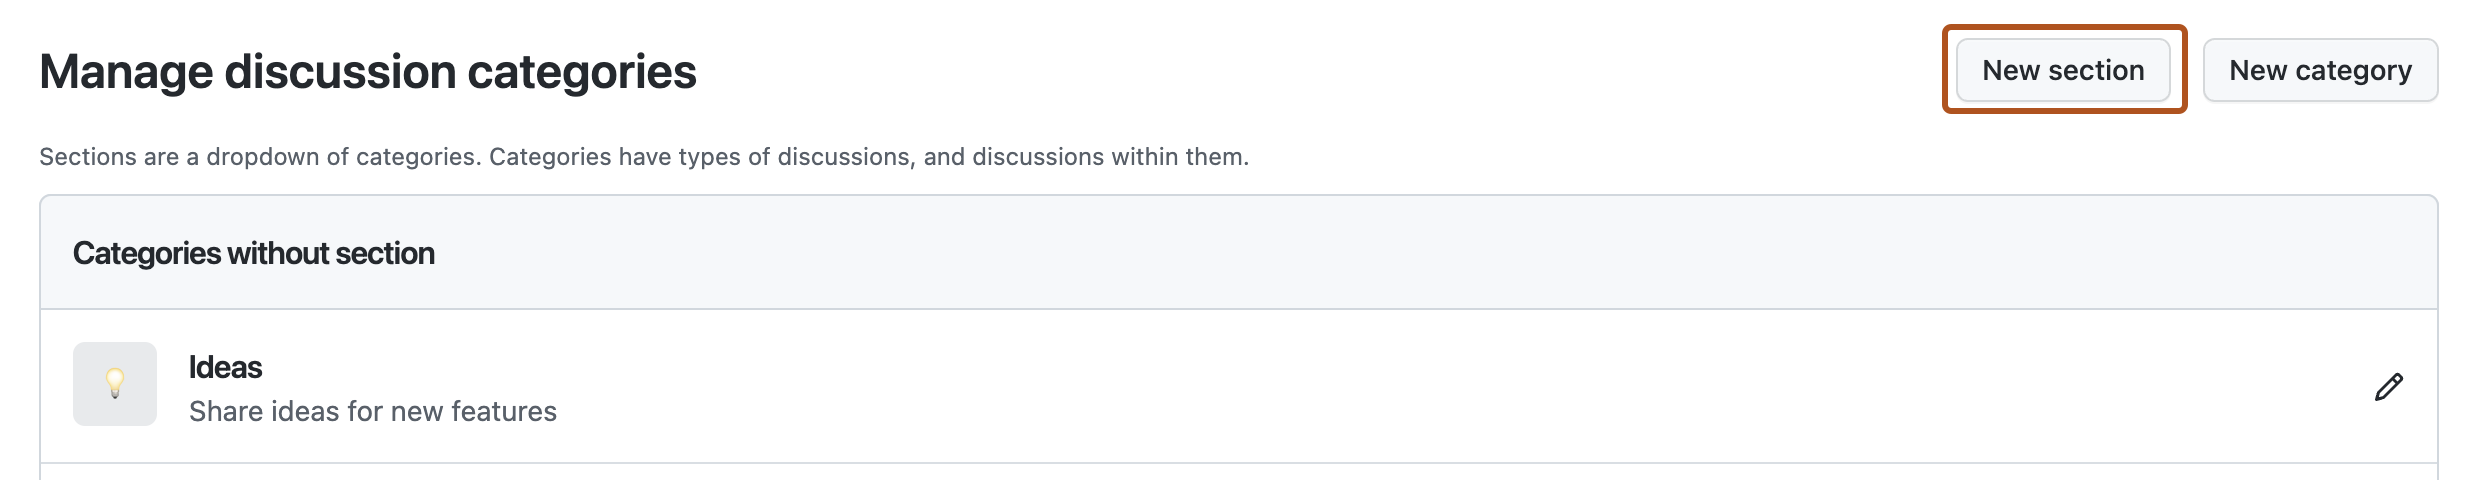 Manage discussion categories
New section
New category
Sections are a dropdown of categories. Categories have types of discussions, and discussions within them.
Categories without section
Ideas
Share ideas for new features